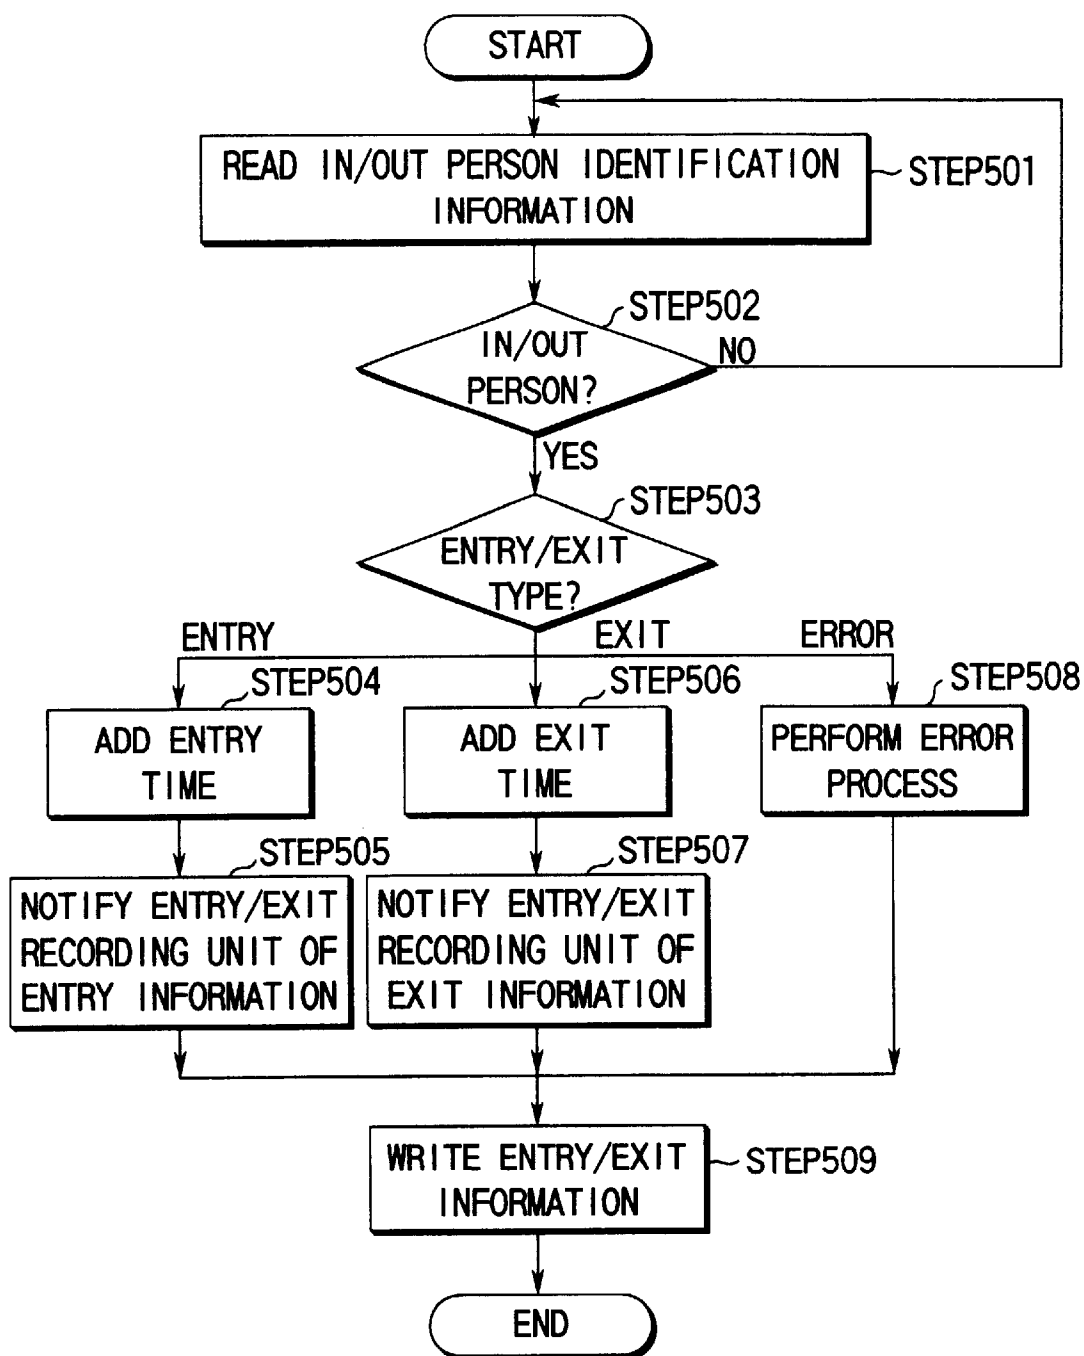 START
READ IN/OUT PERSON IDENTIFICATION
INFORMATION
STEP501
STEP502
IN/OUT
PERSON?
NO
YES
STEP503
ENTRY/EXIT
TYPE?
ENTRY
EXIT
ERROR
STEP504
ADD ENTRY
TIME
STEP506
ADD EXIT
TIME
STEP508
PERFORM ERROR
PROCESS
STEP505
NOTIFY ENTRY/EXIT
RECORDING UNIT OF
ENTRY INFORMATION
STEP507
NOTIFY ENTRY/EXIT
RECORDING UNIT OF
EXIT INFORMATION
WRITE ENTRY/EXIT
INFORMATION
STEP509
END